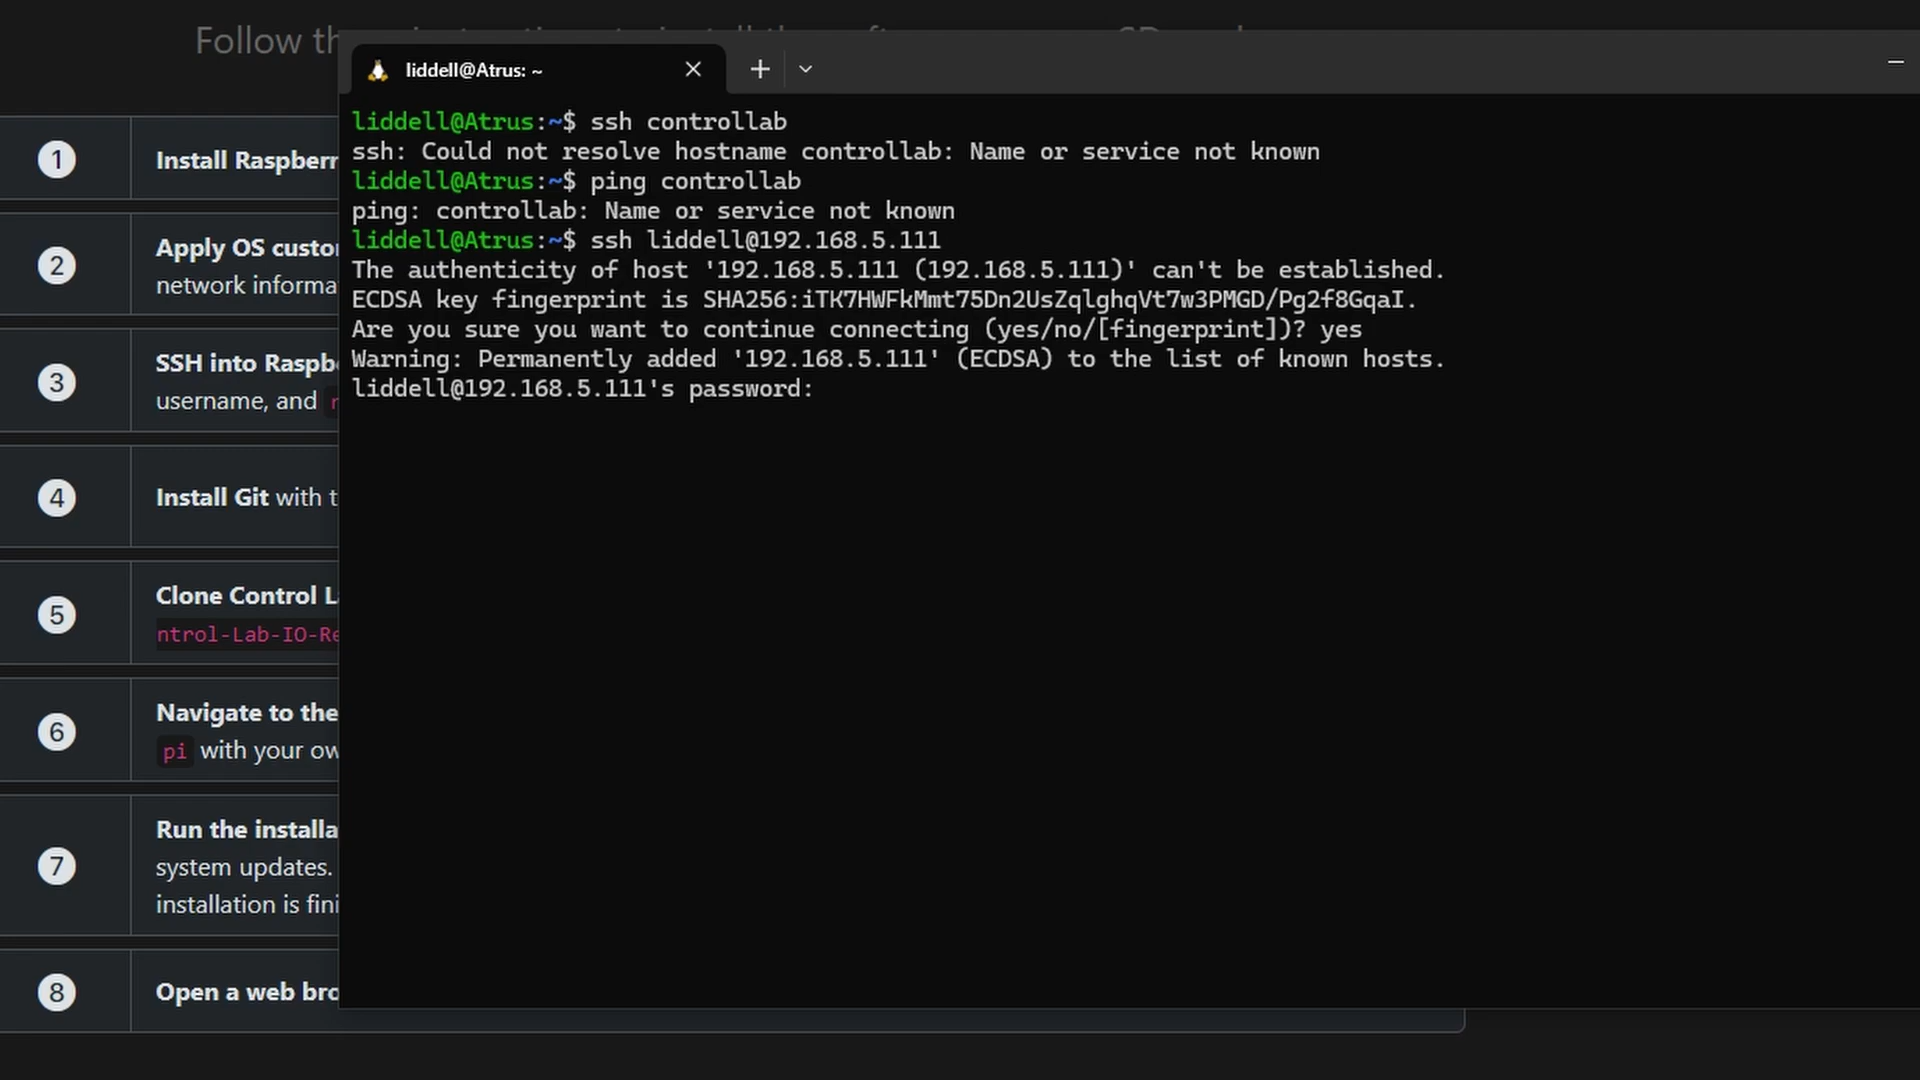 Follow th
liddell@Atrus: ~
liddell@Atrus:~$ ssh controllab
ssh: Could not resolve hostname controllab: Name or service not known
liddell@Atrus:~$ ping controllab
ping: controllab: Name or service not known
liddell@Atrus:~$ ssh liddell@192.168.5.111
The authenticity of host '192.168.5.111 (192.168.5.111)' can't be established.
ECDSA key fingerprint is SHA256:iTK7HWFkMmt75Dn2UsZqlghqVt7w3PMGD/Pg2f8GqaI.
Are you sure you want to continue connecting (yes/no/[fingerprint])? yes
Warning: Permanently added '192.168.5.111' (ECDSA) to the list of known hosts.
liddell@192.168.5.111's password:
1
Install Raspberr
2
Apply OS custo
network informa
3
SSH into Raspb
username, and
4
Install Git with t
5
Clone Control L
ntrol-Lab-IO-Re
6
Navigate to the
pi with your ow
7
Run the installa
system updates.
installation is fini
8
Open a web bro